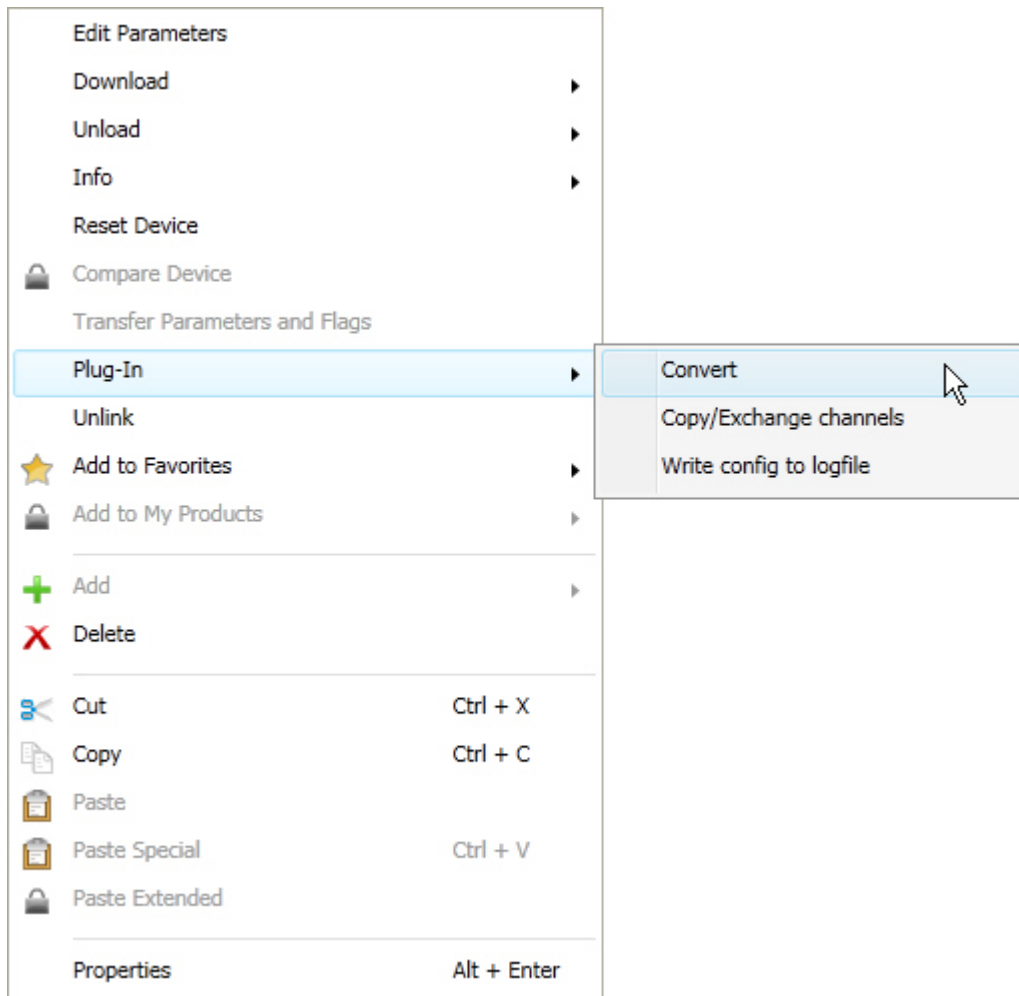 Edit Parameters
Download
Unload
Info
Reset Device
Compare Device
Transfer Parameters and Flags
Plug-In
Convert
Unlink
Copy/Exchange channels
Add to Favorites
Write config to logfile
Add to My Products
Add
Delete
Cut Ctrl + X
Copy Ctrl + C
Paste
Paste Special Ctrl + V
Paste Extended
Properties Alt + Enter